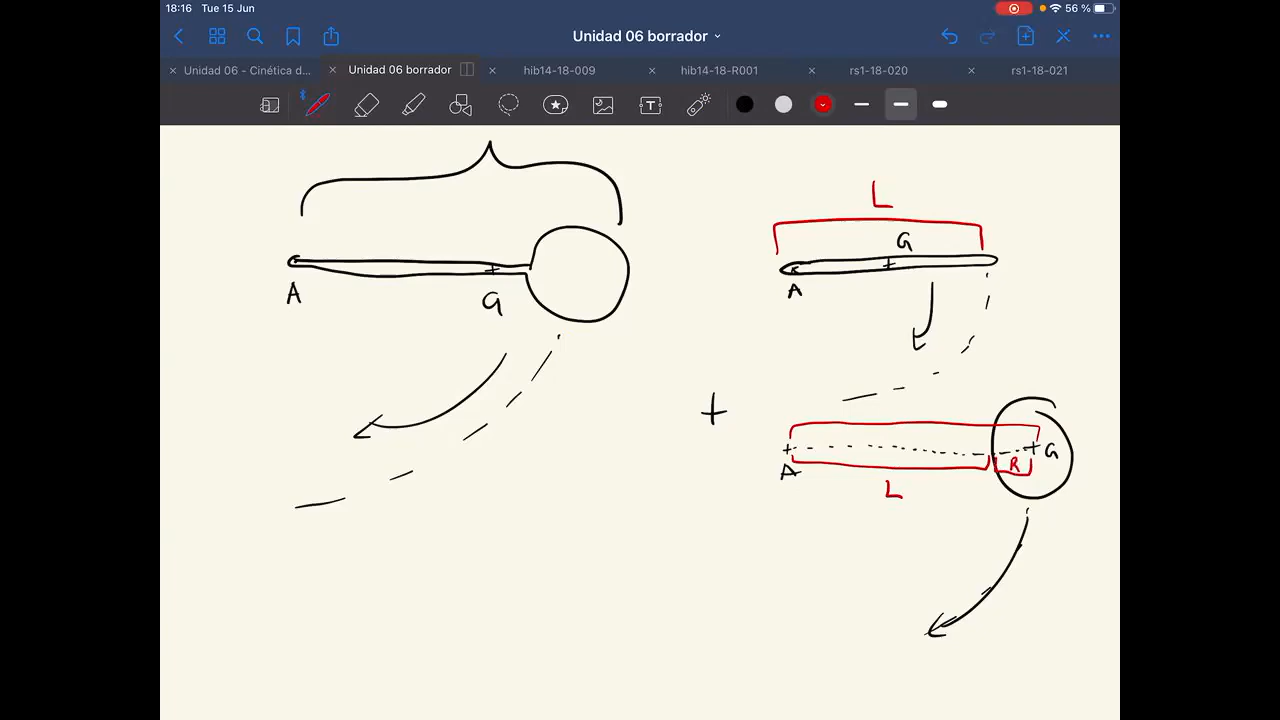 18:16 Tue 15 Jun
56 %
Unidad 06 borrador
Unidad 06 - Cinética d...
Unidad 06 borrador
hib14-18-009
hib14-18-R001
rs1-18-020
rs1-18-021
T
L
G
A
A
G
+
A
G
R
L